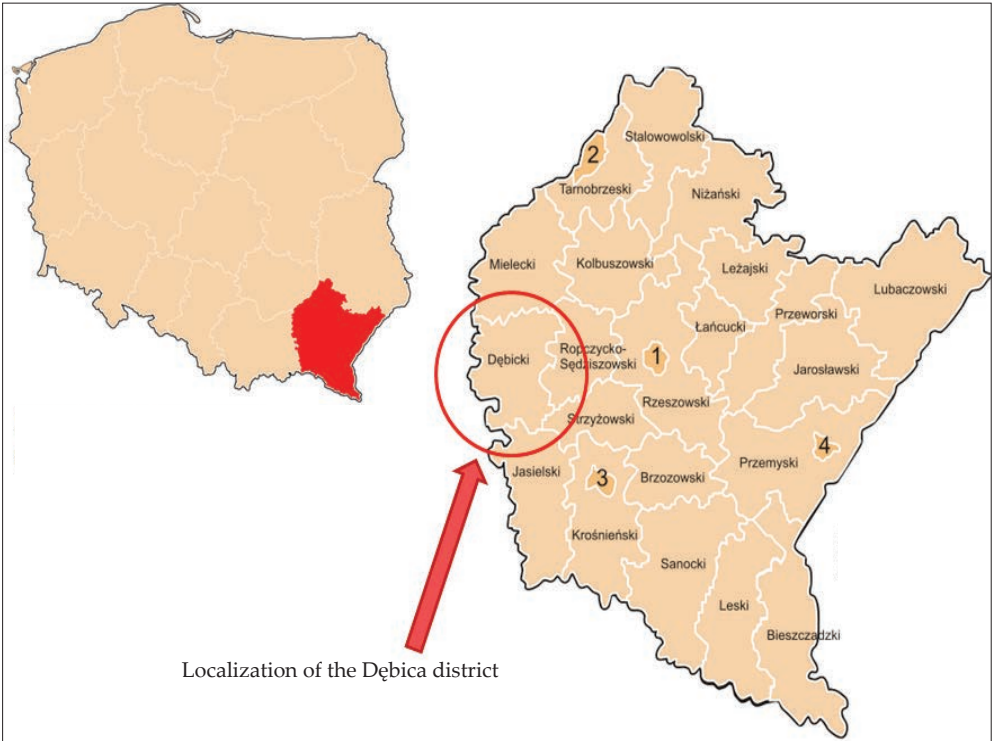 Stalowowolski
2
Tarnobrzeski
Niżański
Mielecki
Kolbuszowski
Leżajski
Lubaczowski
Przeworski
Łańcucki
Dębicki
Ropczycko-
Sędziszowski
1
Jarosławski
Rzeszowski
Strzyżowski
4
Przemyski
Jasielski
3
Brzozowski
Krośnieński
Sanocki
Leski
Bieszczadzki
Localization of the Dębica district